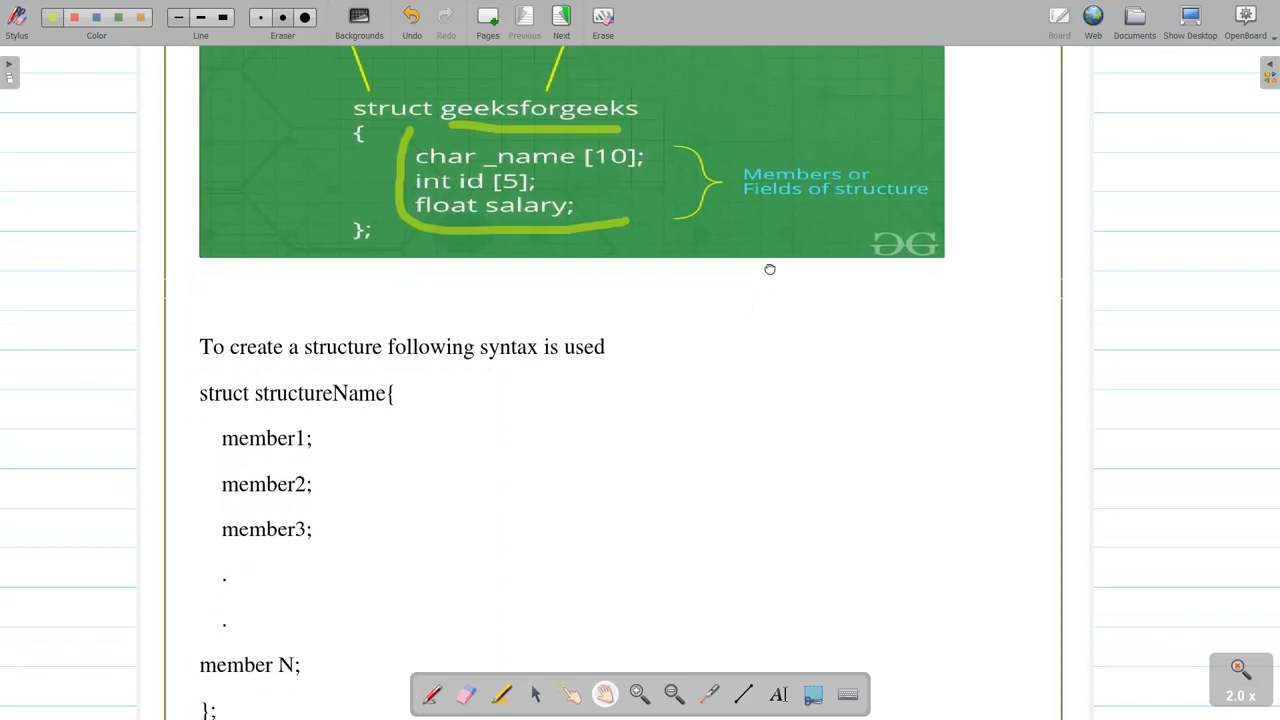 Stylus
Color
Line
Eraser
Backgrounds
Undo
Redo
Pages
Previous
Next
Erase
Board
Web
Documents
Show Desktop
OpenBoard
struct geeksforgeeks
{
char _name [10];
int id [5];
float salary;
};
Members or
Fields of structure
GG
To create a structure following syntax is used
struct structureName{
member1;
member2;
member3;
.
.
member N;
};
AI
2.0 x